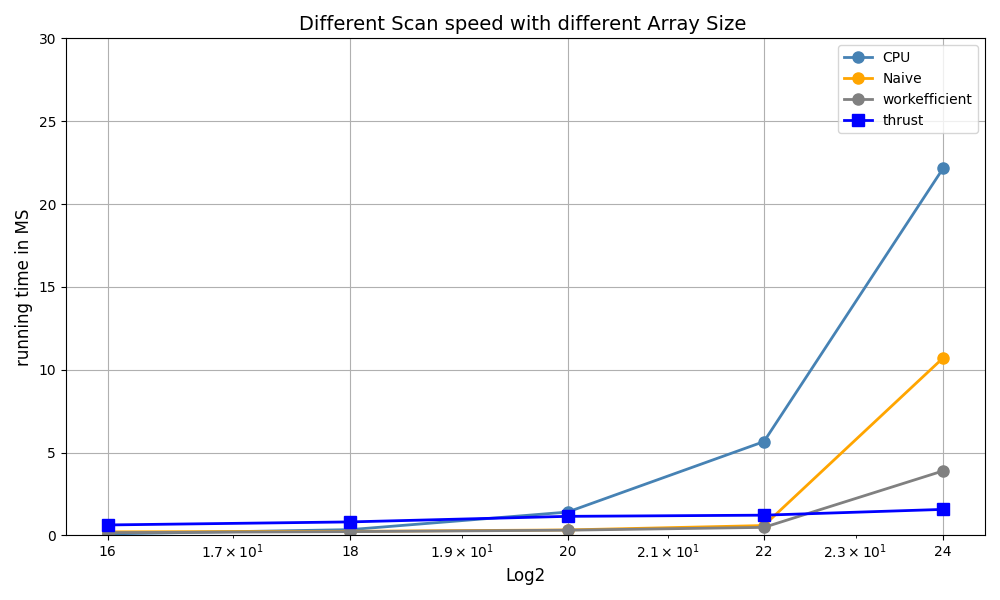 Different Scan speed with different Array Size
CPU
Naive
workefficient
thrust
running time in MS
30
25
20
15
10
5
0
16
1.7 × 10¹
18
1.9 × 10¹
20
2.1 × 10¹
22
2.3 × 10¹
24
Log2